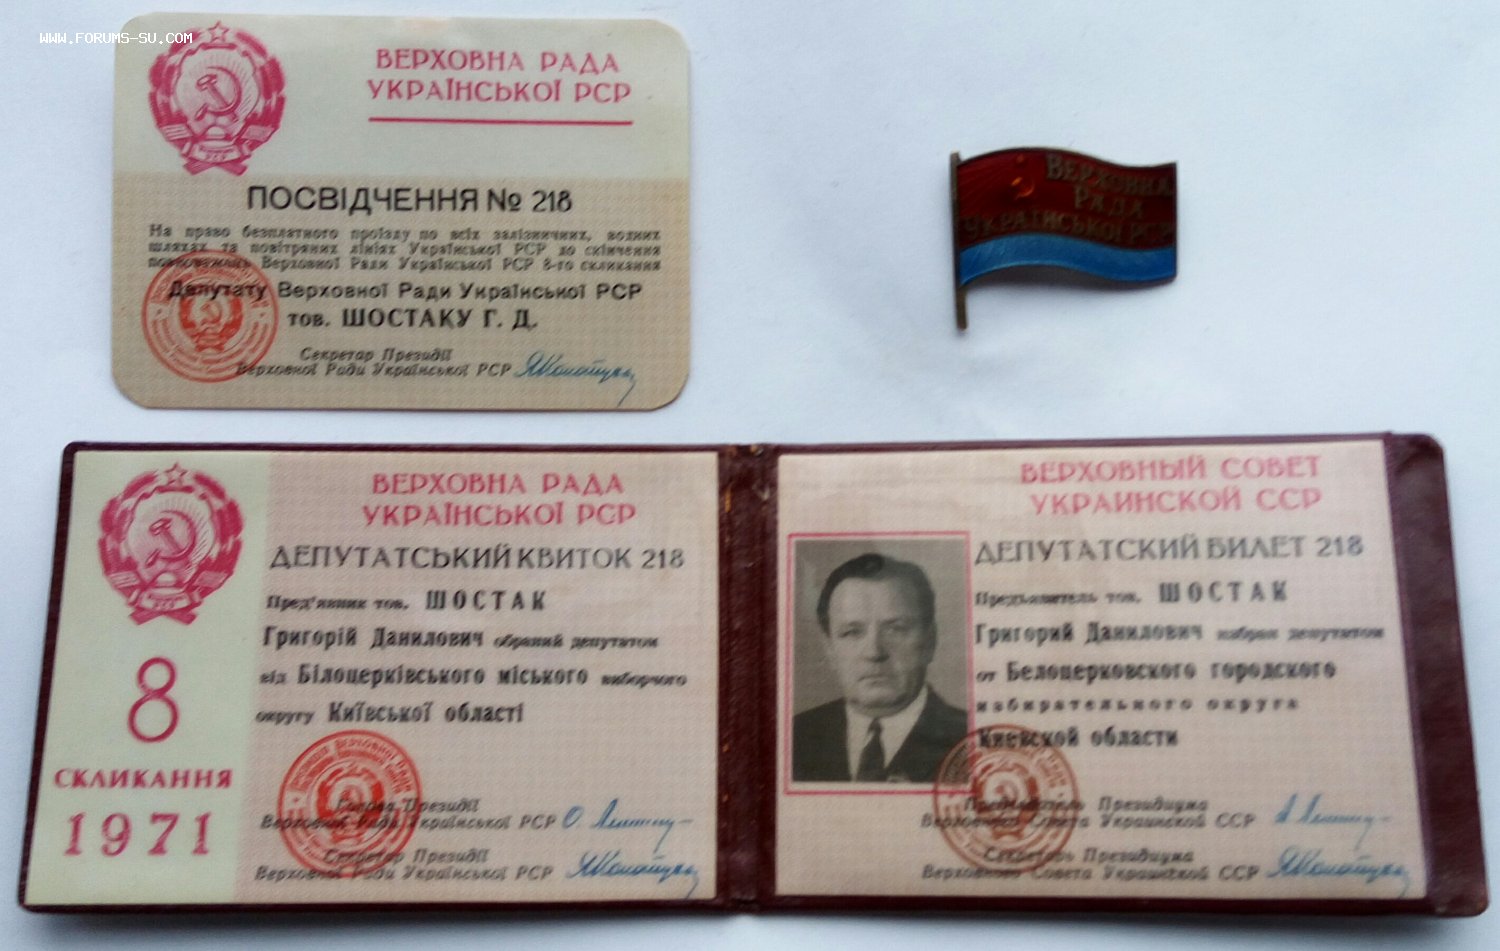 www.forums-su.com
ВЕРХОВНА РАДА
УКРАЇНСЬКОЇ РСР
ПОСВІДЧЕННЯ № 218
На право безплатного проїзду по всіх залізничних, водних
шляхах та повітряних лініях Української РСР до скінчення
повноважень Верховної Ради Української РСР 8-го скликання
Депутату Верховної Ради Української РСР
тов. ШОСТАКУ Г. Д.
Секретар Президії
Верховної Ради Української РСР
ВЕРХОВНА
РАДА
УКРАЇНСЬКОЇ РСР
8
СКЛИКАННЯ
1971
ВЕРХОВНА РАДА
УКРАЇНСЬКОЇ РСР
ДЕПУТАТСЬКИЙ КВИТОК 218
Пред'явник тов. ШОСТАК
Григорій Данилович обраний депутатом
від Білоцерківського міського виборчого
округу Київської області
Голова Президії
Верховної Ради Української РСР
Секретар Президії
Верховної Ради Української РСР
ВЕРХОВНЫЙ СОВЕТ
УКРАИНСКОЙ ССР
ДЕПУТАТСКИЙ БИЛЕТ 218
Предъявитель тов. ШОСТАК
Григорий Данилович избран депутатом
от Белоцерковского городского
избирательного округа
Киевской области
Председатель Президиума
Верховного Совета Украинской ССР
Секретарь Президиума
Верховного Совета Украинской ССР